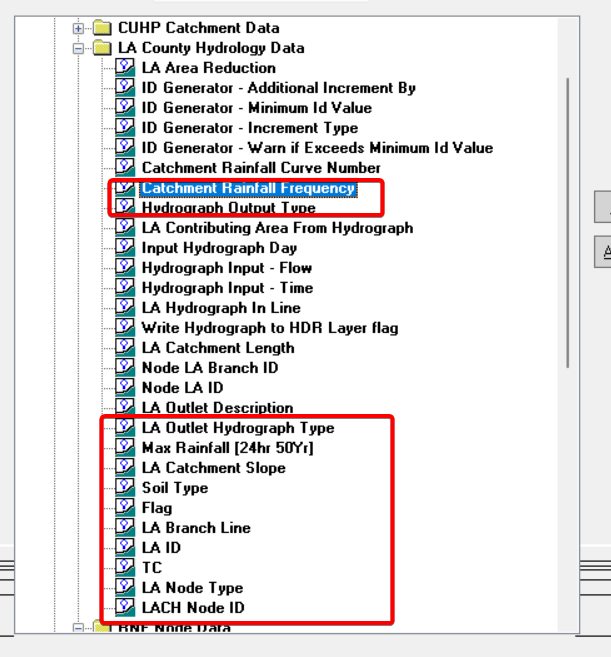 CUHP Catchment Data
LA County Hydrology Data
LA Area Reduction
ID Generator - Additional Increment By
ID Generator - Minimum Id Value
ID Generator - Increment Type
ID Generator - Warn if Exceeds Minimum Id Value
Catchment Rainfall Curve Number
Catchment Rainfall Frequency
Hydrograph Output Type
LA Contributing Area From Hydrograph
Input Hydrograph Day
Hydrograph Input - Flow
Hydrograph Input - Time
LA Hydrograph In Line
Write Hydrograph to HDR Layer flag
LA Catchment Length
Node LA Branch ID
Node LA ID
LA Outlet Description
LA Outlet Hydrograph Type
Max Rainfall [24hr 50Yr]
LA Catchment Slope
Soil Type
Flag
LA Branch Line
LA ID
TC
LA Node Type
LACH Node ID
Node Data